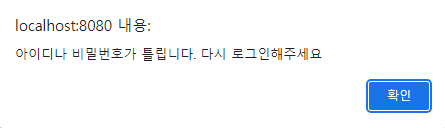 localhost:8080 내용:
아이디나 비밀번호가 틀립니다. 다시 로그인해주세요
확인